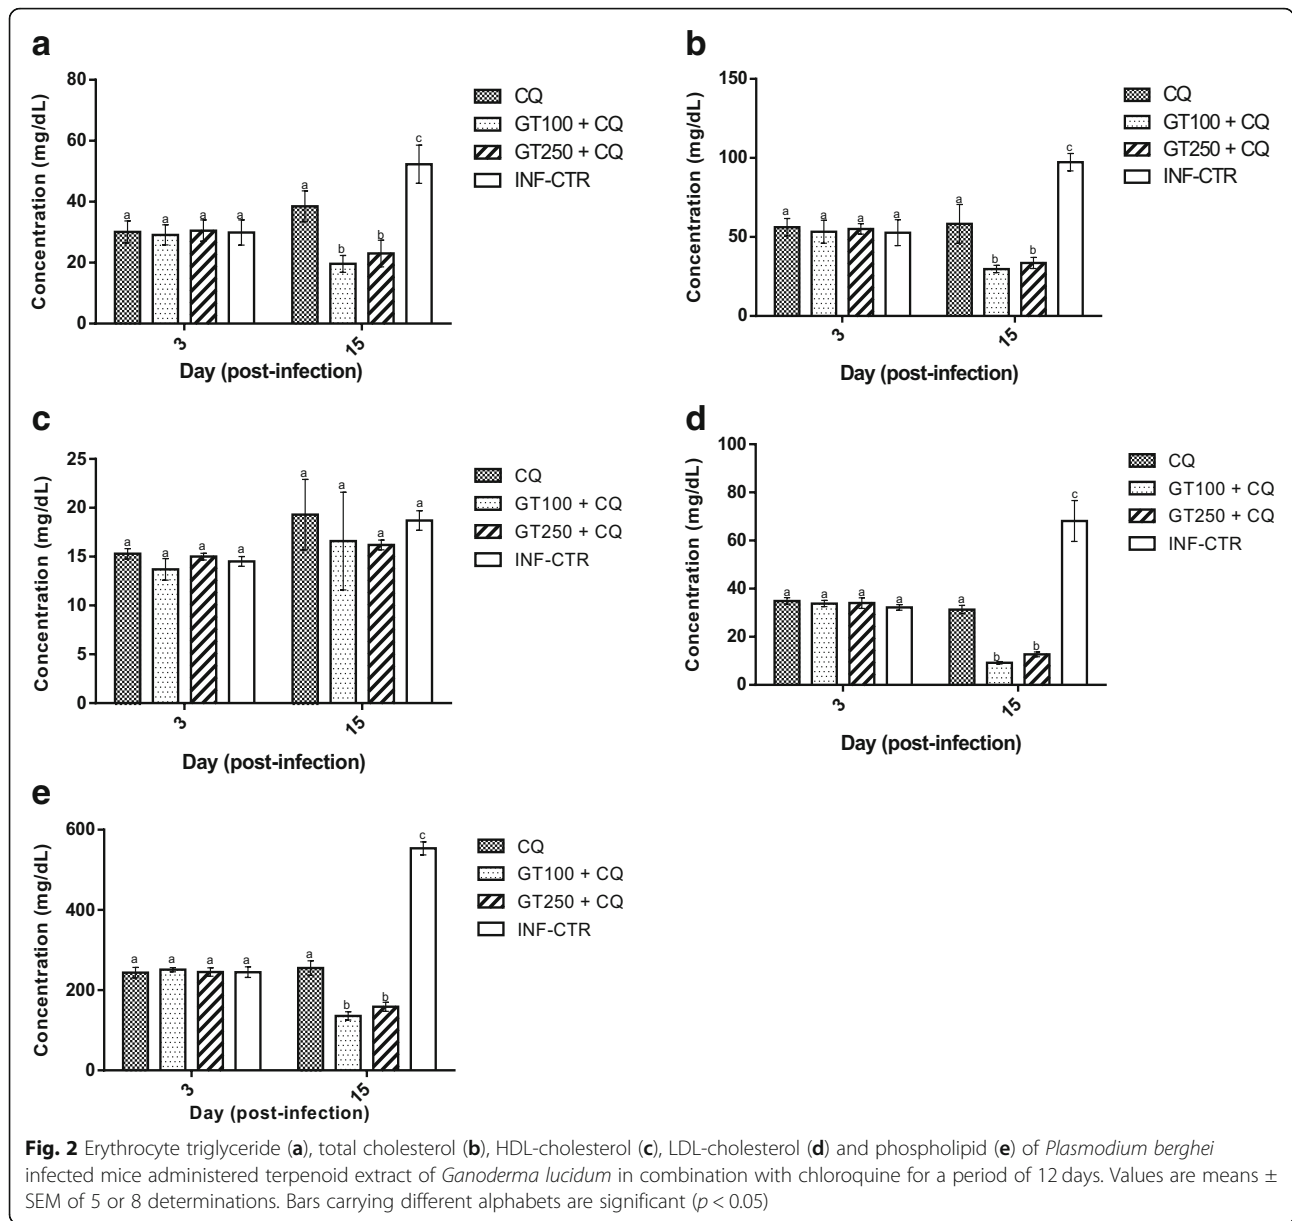 a
80
60
40
20
0
Concentration (mg/dL)
a
a
a
a
a
b
b
c
3
15
Day (post-infection)
CQ
GT100 + CQ
GT250 + CQ
INF-CTR
b
150
100
50
0
Concentration (mg/dL)
a
a
a
a
a
b
b
c
3
15
Day (post-infection)
CQ
GT100 + CQ
GT250 + CQ
INF-CTR
c
25
20
15
10
5
0
Concentration (mg/dL)
a
a
a
a
a
a
a
a
3
15
Day (post-infection)
CQ
GT100 + CQ
GT250 + CQ
INF-CTR
d
100
80
60
40
20
0
Concentration (mg/dL)
a
a
a
a
a
b
b
c
3
15
Day (post-infection)
CQ
GT100 + CQ
GT250 + CQ
INF-CTR
e
600
400
200
0
Concentration (mg/dL)
a
a
a
a
a
b
b
c
3
15
Day (post-infection)
CQ
GT100 + CQ
GT250 + CQ
INF-CTR
Fig. 2 Erythrocyte triglyceride (a), total cholesterol (b), HDL-cholesterol (c), LDL-cholesterol (d) and phospholipid (e) of Plasmodium berghei
infected mice administered terpenoid extract of Ganoderma lucidum in combination with chloroquine for a period of 12 days. Values are means ±
SEM of 5 or 8 determinations. Bars carrying different alphabets are significant (p < 0.05)